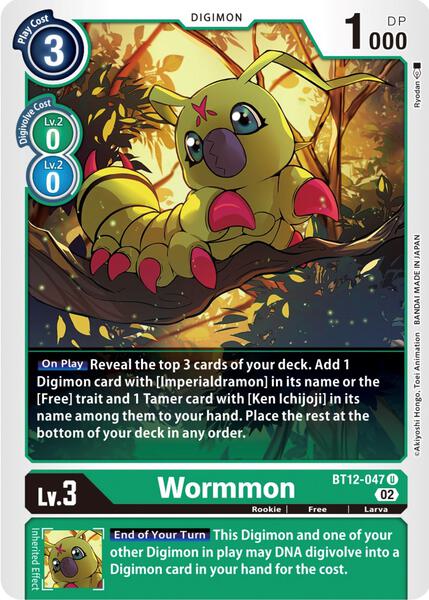 Play Cost
3
DIGIMON
DP
1000
Digivolve Cost
Lv.2
0
Lv.2
0
Ryodan
©Akiyoshi Hongo, Toei Animation BANDAI MADE IN JAPAN
On Play Reveal the top 3 cards of your deck. Add 1
Digimon card with [Imperialdramon] in its name or the
[Free] trait and 1 Tamer card with [Ken Ichijoji] in its
name among them to your hand. Place the rest at the
bottom of your deck in any order.
BT12-047 U
Lv.3
Wormmon
02
Rookie | Free | Larva
Inherited Effect
End of Your Turn This Digimon and one of your
other Digimon in play may DNA digivolve into a
Digimon card in your hand for the cost.